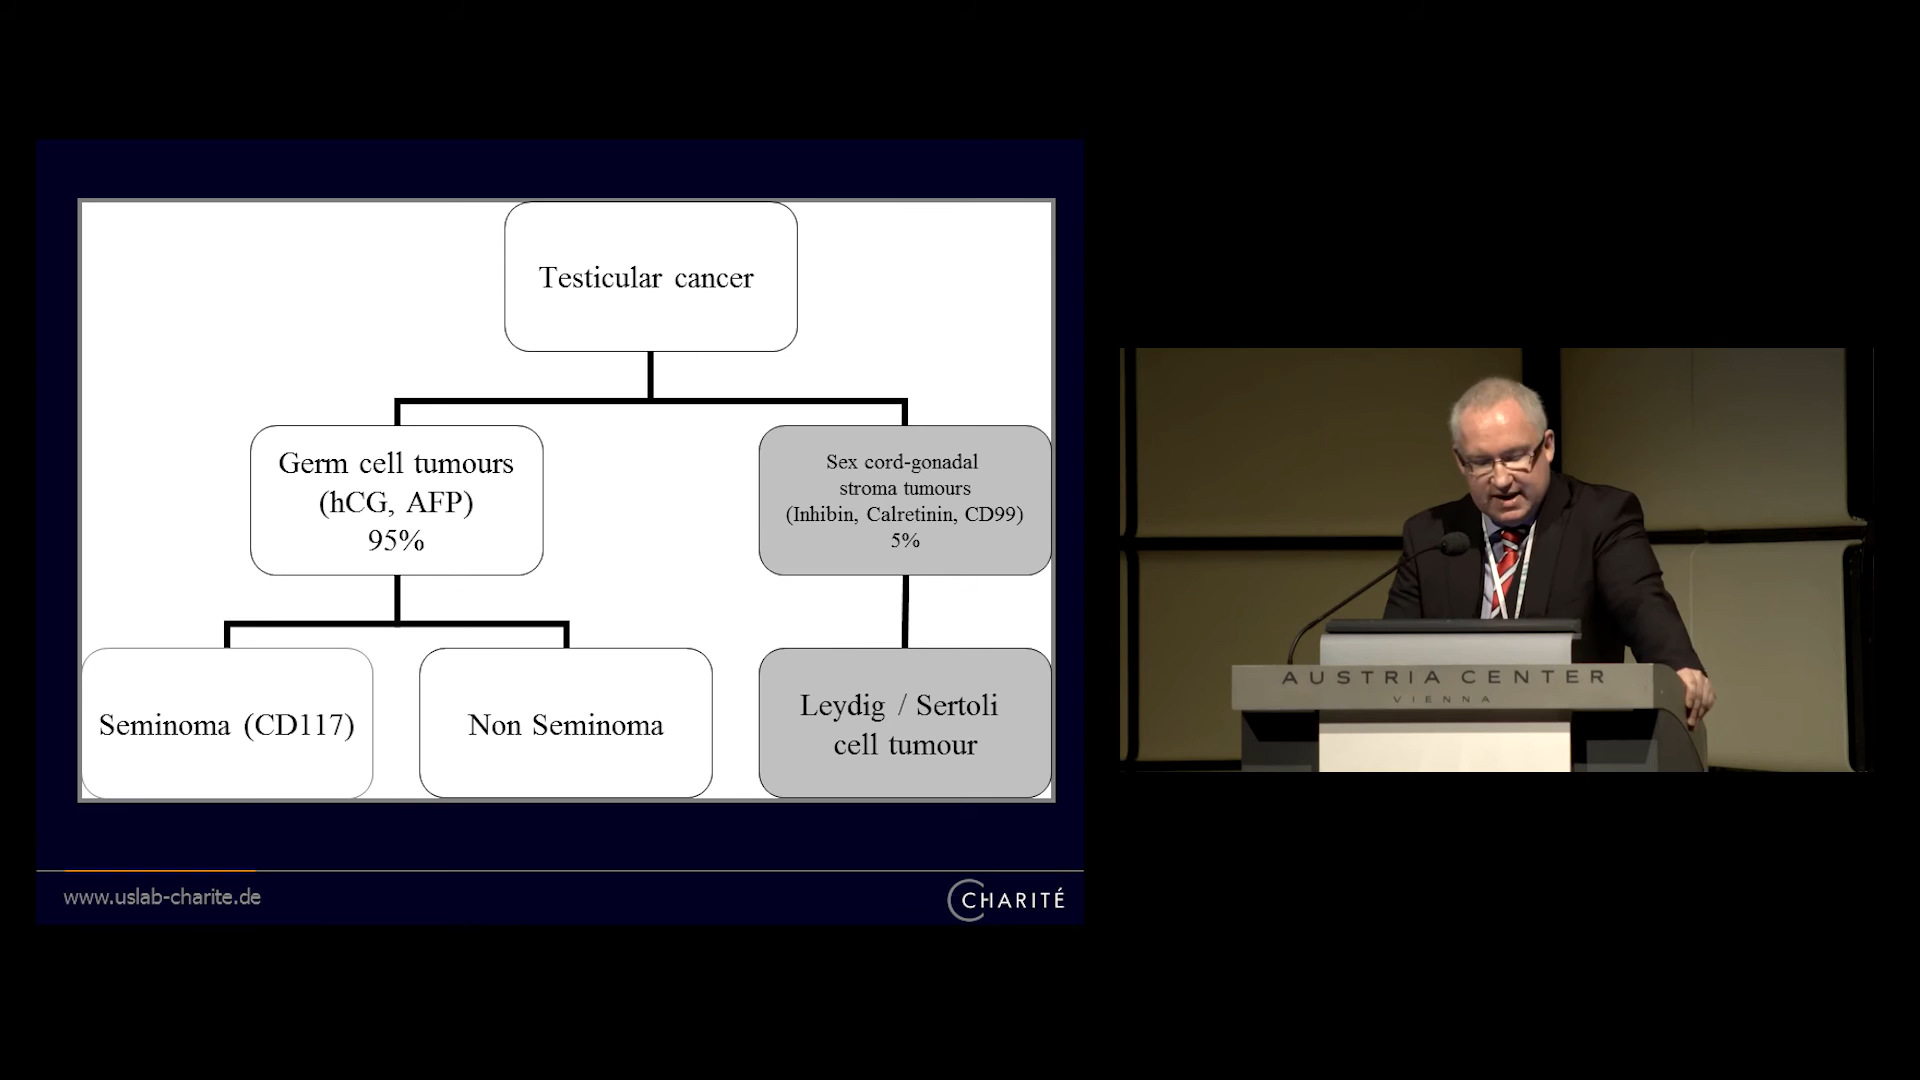 Testicular cancer
Germ cell tumours
(hCG, AFP)
95%
Sex cord-gonadal
stroma tumours
(Inhibin, Calretinin, CD99)
5%
Seminoma (CD117)
Non Seminoma
Leydig / Sertoli
cell tumour
www.uslab-charite.de
CHARITÉ
AUSTRIA CENTER
VIENNA